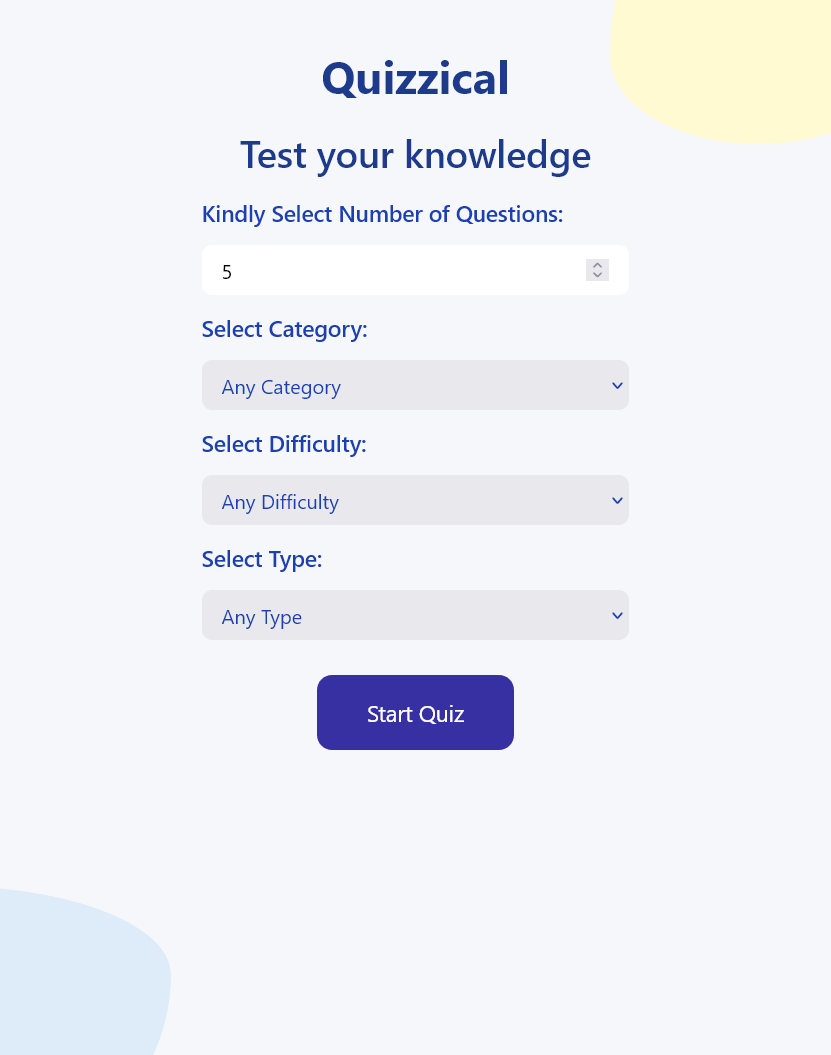 Quizzical
Test your knowledge
Kindly Select Number of Questions:
5
Select Category:
Any Category
Select Difficulty:
Any Difficulty
Select Type:
Any Type
Start Quiz